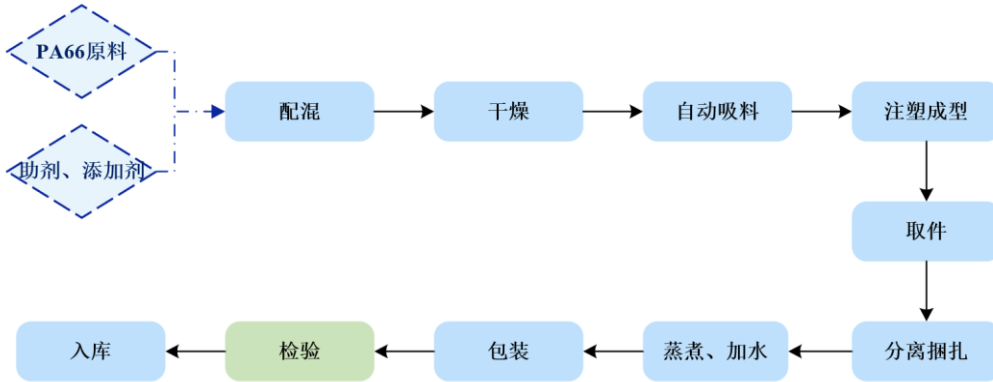 PA66原料
助剂、添加剂
配混
干燥
自动吸料
注塑成型
取件
分离捆扎
蒸煮、加水
包装
检验
入库